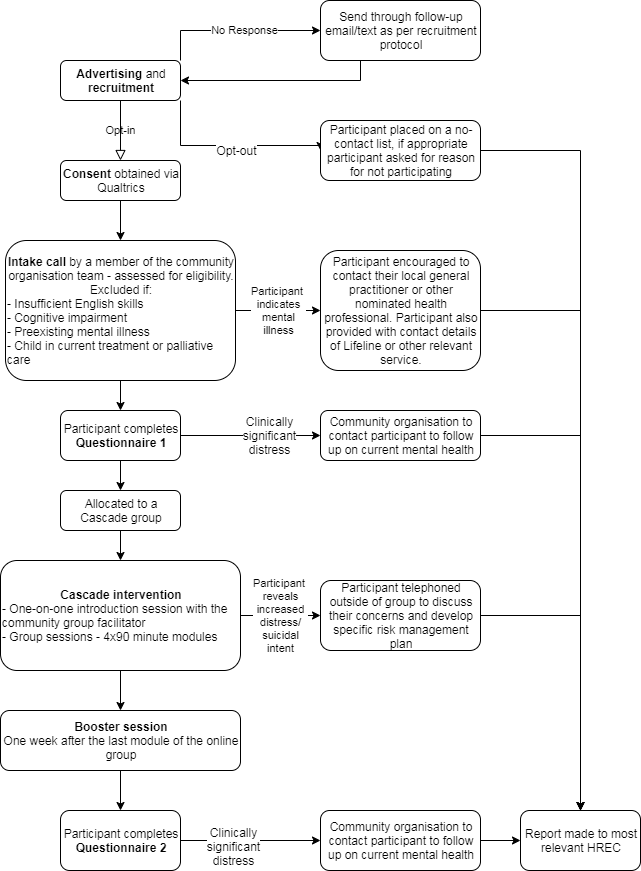 No Response
Send through follow-up
email/text as per recruitment
protocol
Advertising and
recruitment
Opt-in
Opt-out
Participant placed on a no-
contact list, if appropriate
participant asked for reason
for not participating
Consent obtained via
Qualtrics
Intake call by a member of the community
organisation team - assessed for eligibility.
Excluded if:
- Insufficient English skills
- Cognitive impairment
- Preexisting mental illness
- Child in current treatment or palliative
care
Participant
indicates
mental
illness
Participant encouraged to
contact their local general
practitioner or other
nominated health
professional. Participant also
provided with contact details
of Lifeline or other relevant
service.
Participant completes
Questionnaire 1
Clinically
significant
distress
Community organisation to
contact participant to follow
up on current mental health
Allocated to a
Cascade group
Cascade intervention
- One-on-one introduction session with the
community group facilitator
- Group sessions - 4x90 minute modules
Participant
reveals
increased
distress/
suicidal
intent
Participant telephoned
outside of group to discuss
their concerns and develop
specific risk management
plan
Booster session
One week after the last module of the online
group
Participant completes
Questionnaire 2
Clinically
significant
distress
Community organisation to
contact participant to follow
up on current mental health
Report made to most
relevant HREC